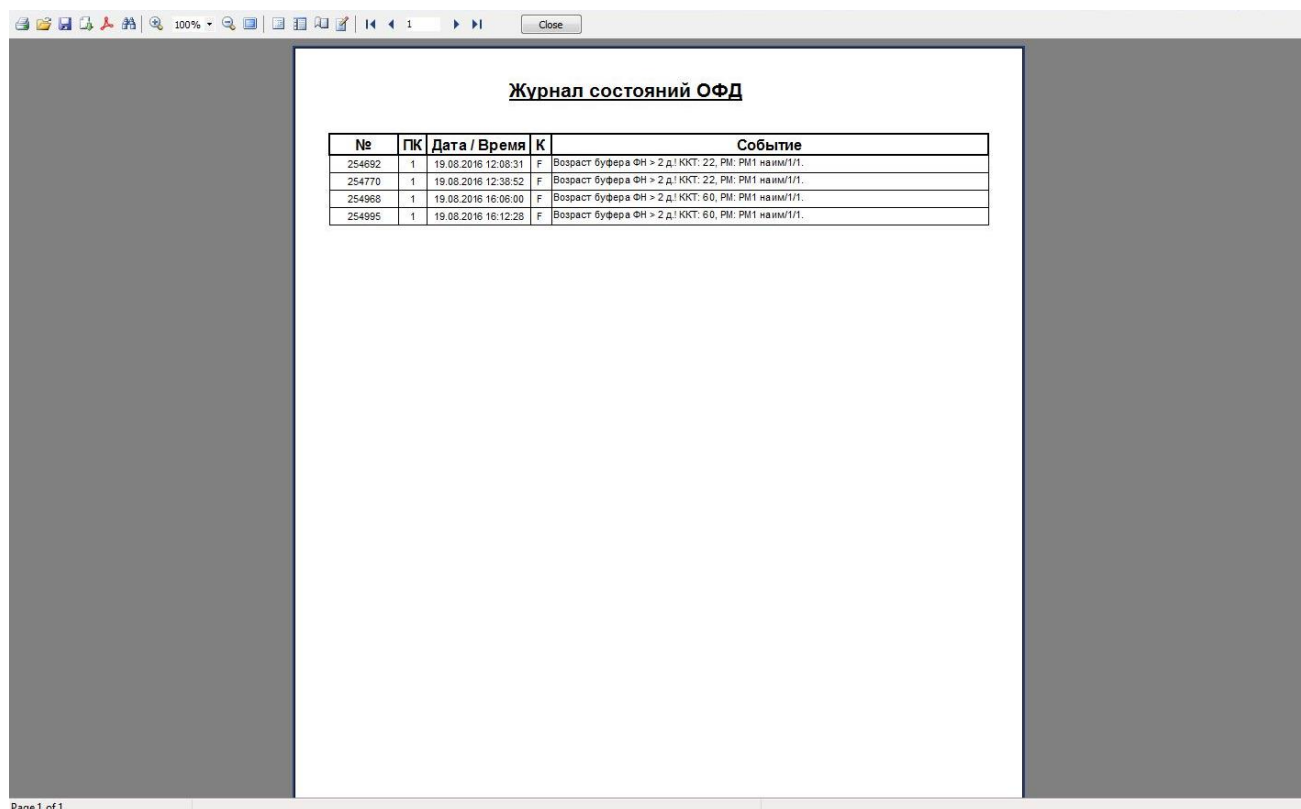 100% 1 Close
Журнал состояний ОФД
№ ПК Дата / Время К Событие
254692 1 19.08.2016 12:08:31 F Возраст буфера ФН > 2 д.! ККТ: 22, РМ: РМ1 наим/1/1.
254770 1 19.08.2016 12:38:52 F Возраст буфера ФН > 2 д.! ККТ: 22, РМ: РМ1 наим/1/1.
254968 1 19.08.2016 16:06:00 F Возраст буфера ФН > 2 д.! ККТ: 60, РМ: РМ1 наим/1/1.
254995 1 19.08.2016 16:12:28 F Возраст буфера ФН > 2 д.! ККТ: 60, РМ: РМ1 наим/1/1.
Page 1 of 1